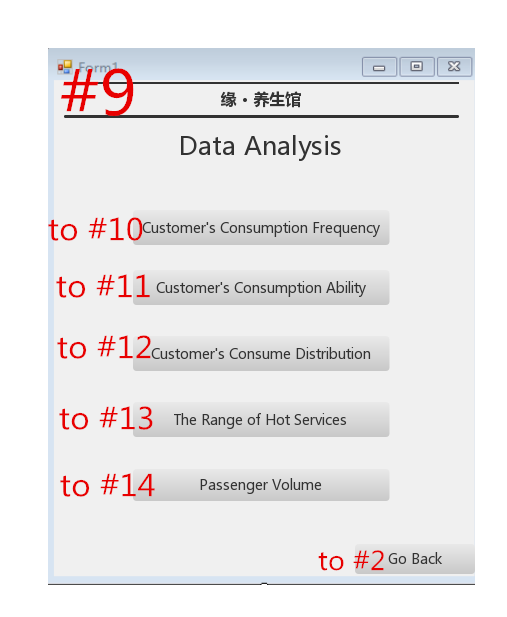 Form1
#9
缘·养生馆
Data Analysis
to #10 Customer's Consumption Frequency
to #11 Customer's Consumption Ability
to #12 Customer's Consume Distribution
to #13 The Range of Hot Services
to #14 Passenger Volume
to #2 Go Back